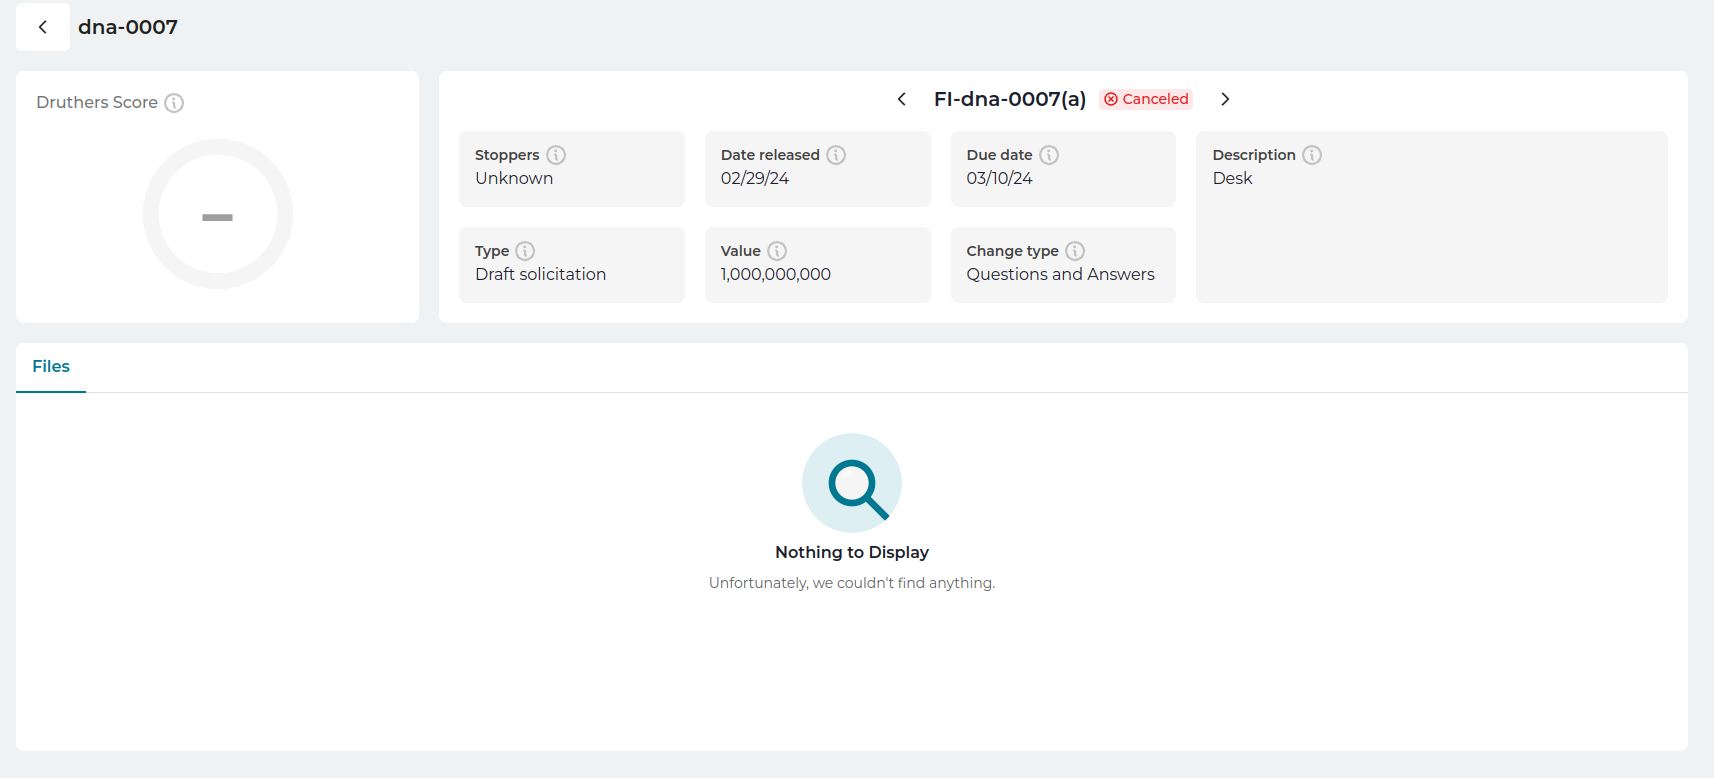 dna-0007
Druthers Score
FI-dna-0007(a) Canceled
Stoppers
Unknown
Date released
02/29/24
Due date
03/10/24
Description
Desk
Type
Draft solicitation
Value
1,000,000,000
Change type
Questions and Answers
Files
Nothing to Display
Unfortunately, we couldn't find anything.